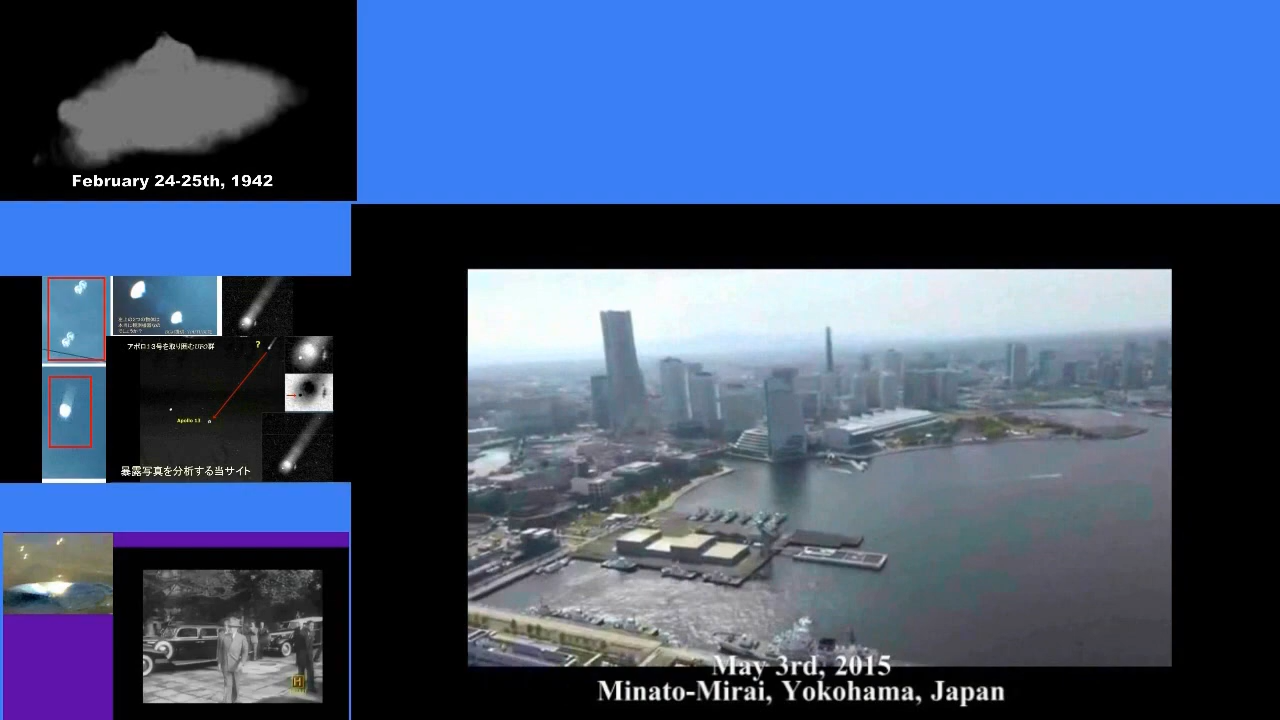 February 24-25th, 1942
アポロ13号を取り囲むUFOの群
?
Apollo 13
暴露写真を分析する当サイト
H
May 3rd, 2015
Minato-Mirai, Yokohama, Japan